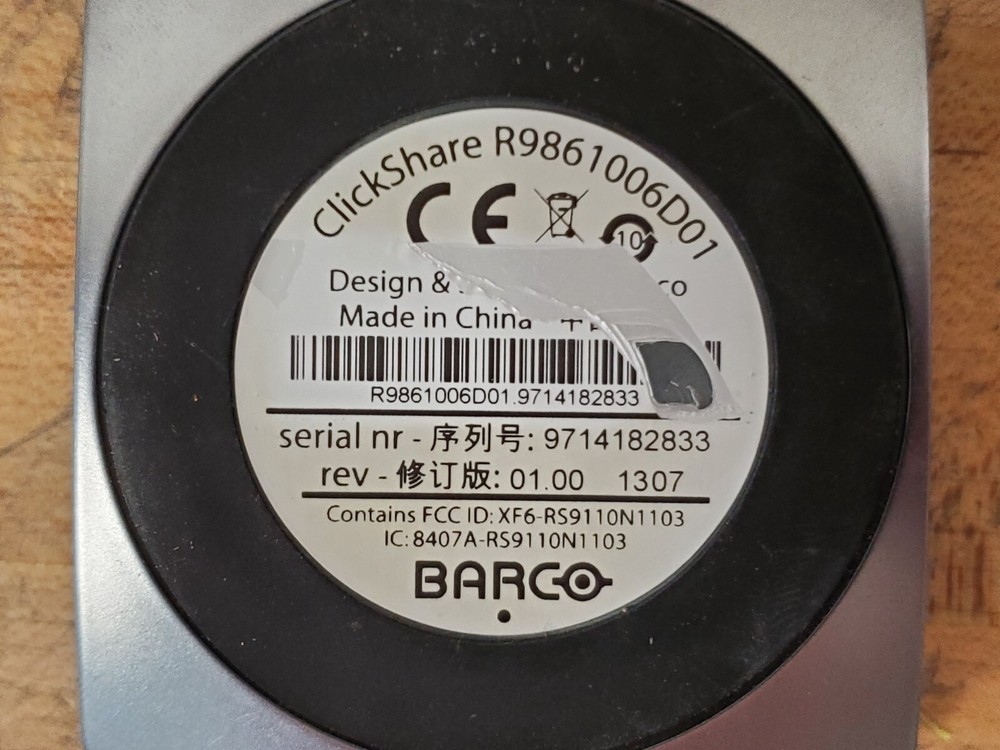 ClickShare R9861006D01
CE
10
Design &
Made in China
R9861006D01.9714182833
serial nr - 序列号: 9714182833
rev - 修订版: 01.00 1307
Contains FCC ID: XF6-RS9110N1103
IC: 8407A-RS9110N1103
BARCO